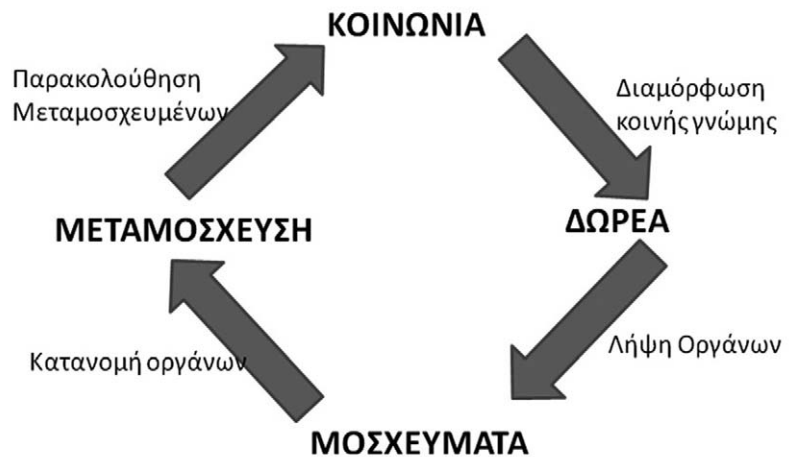 ΚΟΙΝΩΝΙΑ
Παρακολούθηση
Μεταμοσχευμένων
Διαμόρφωση
κοινής γνώμης
ΜΕΤΑΜΟΣΧΕΥΣΗ
ΔΩΡΕΑ
Κατανομή οργάνων
Λήψη Οργάνων
ΜΟΣΧΕΥΜΑΤΑ